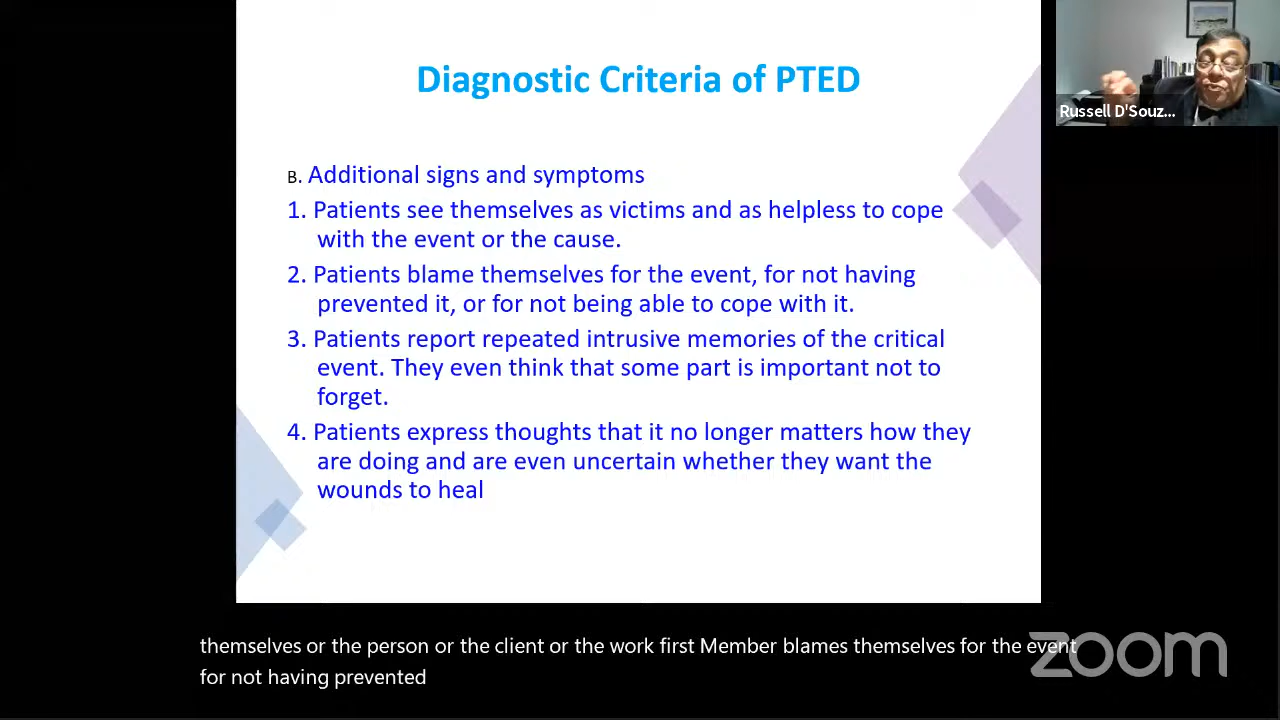 Diagnostic Criteria of PTED
Russell D'Souz...
B. Additional signs and symptoms
1. Patients see themselves as victims and as helpless to cope
with the event or the cause.
2. Patients blame themselves for the event, for not having
prevented it, or for not being able to cope with it.
3. Patients report repeated intrusive memories of the critical
event. They even think that some part is important not to
forget.
4. Patients express thoughts that it no longer matters how they
are doing and are even uncertain whether they want the
wounds to heal
themselves or the person or the client or the work first Member blames themselves for the event
for not having prevented
zoom